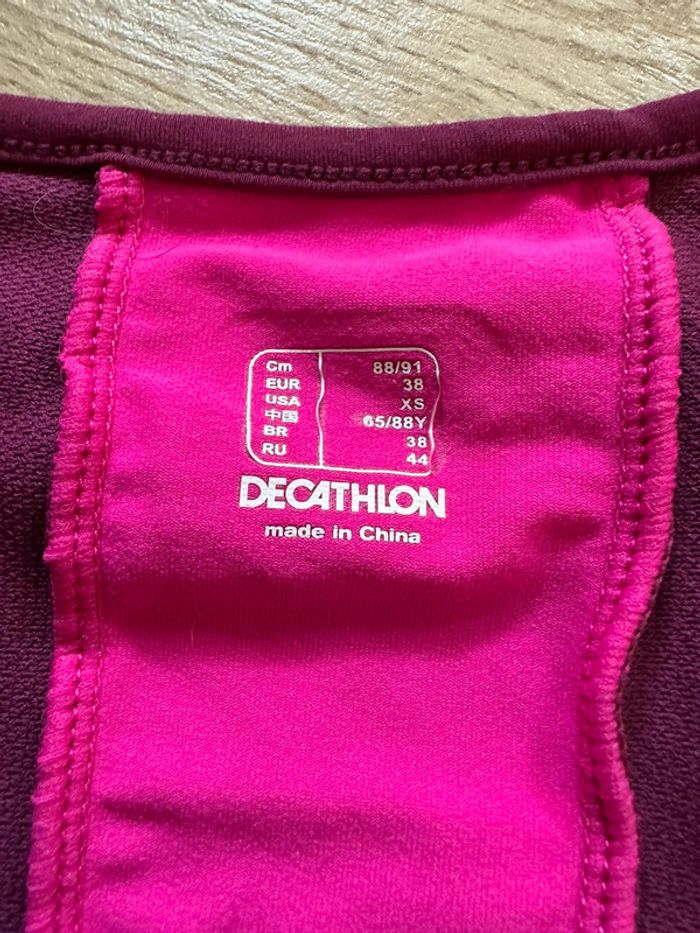 Cm 88/91
EUR 38
USA XS
中国 65/88Y
BR 38
RU 44
DECATHLON
made in China